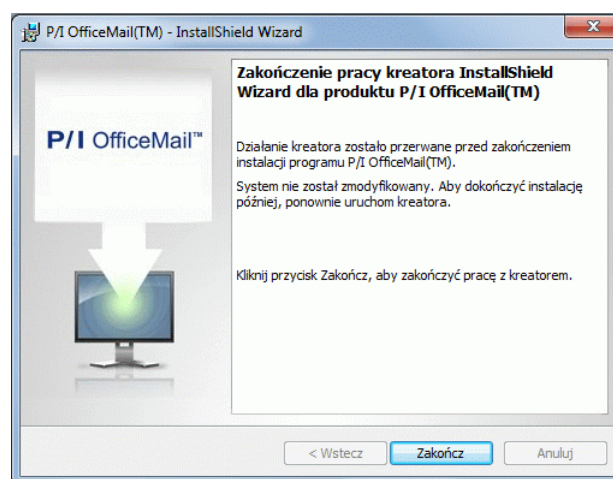 P/I OfficeMail(TM) - InstallShield Wizard
Zakończenie pracy kreatora InstallShield
Wizard dla produktu P/I OfficeMail(TM)
P/I OfficeMail™
Działanie kreatora zostało przerwane przed zakończeniem
instalacji programu P/I OfficeMail(TM).
System nie został zmodyfikowany. Aby dokończyć instalację
później, ponownie uruchom kreatora.
Kliknij przycisk Zakończ, aby zakończyć pracę z kreatorem.
< Wstecz
Zakończ
Anuluj